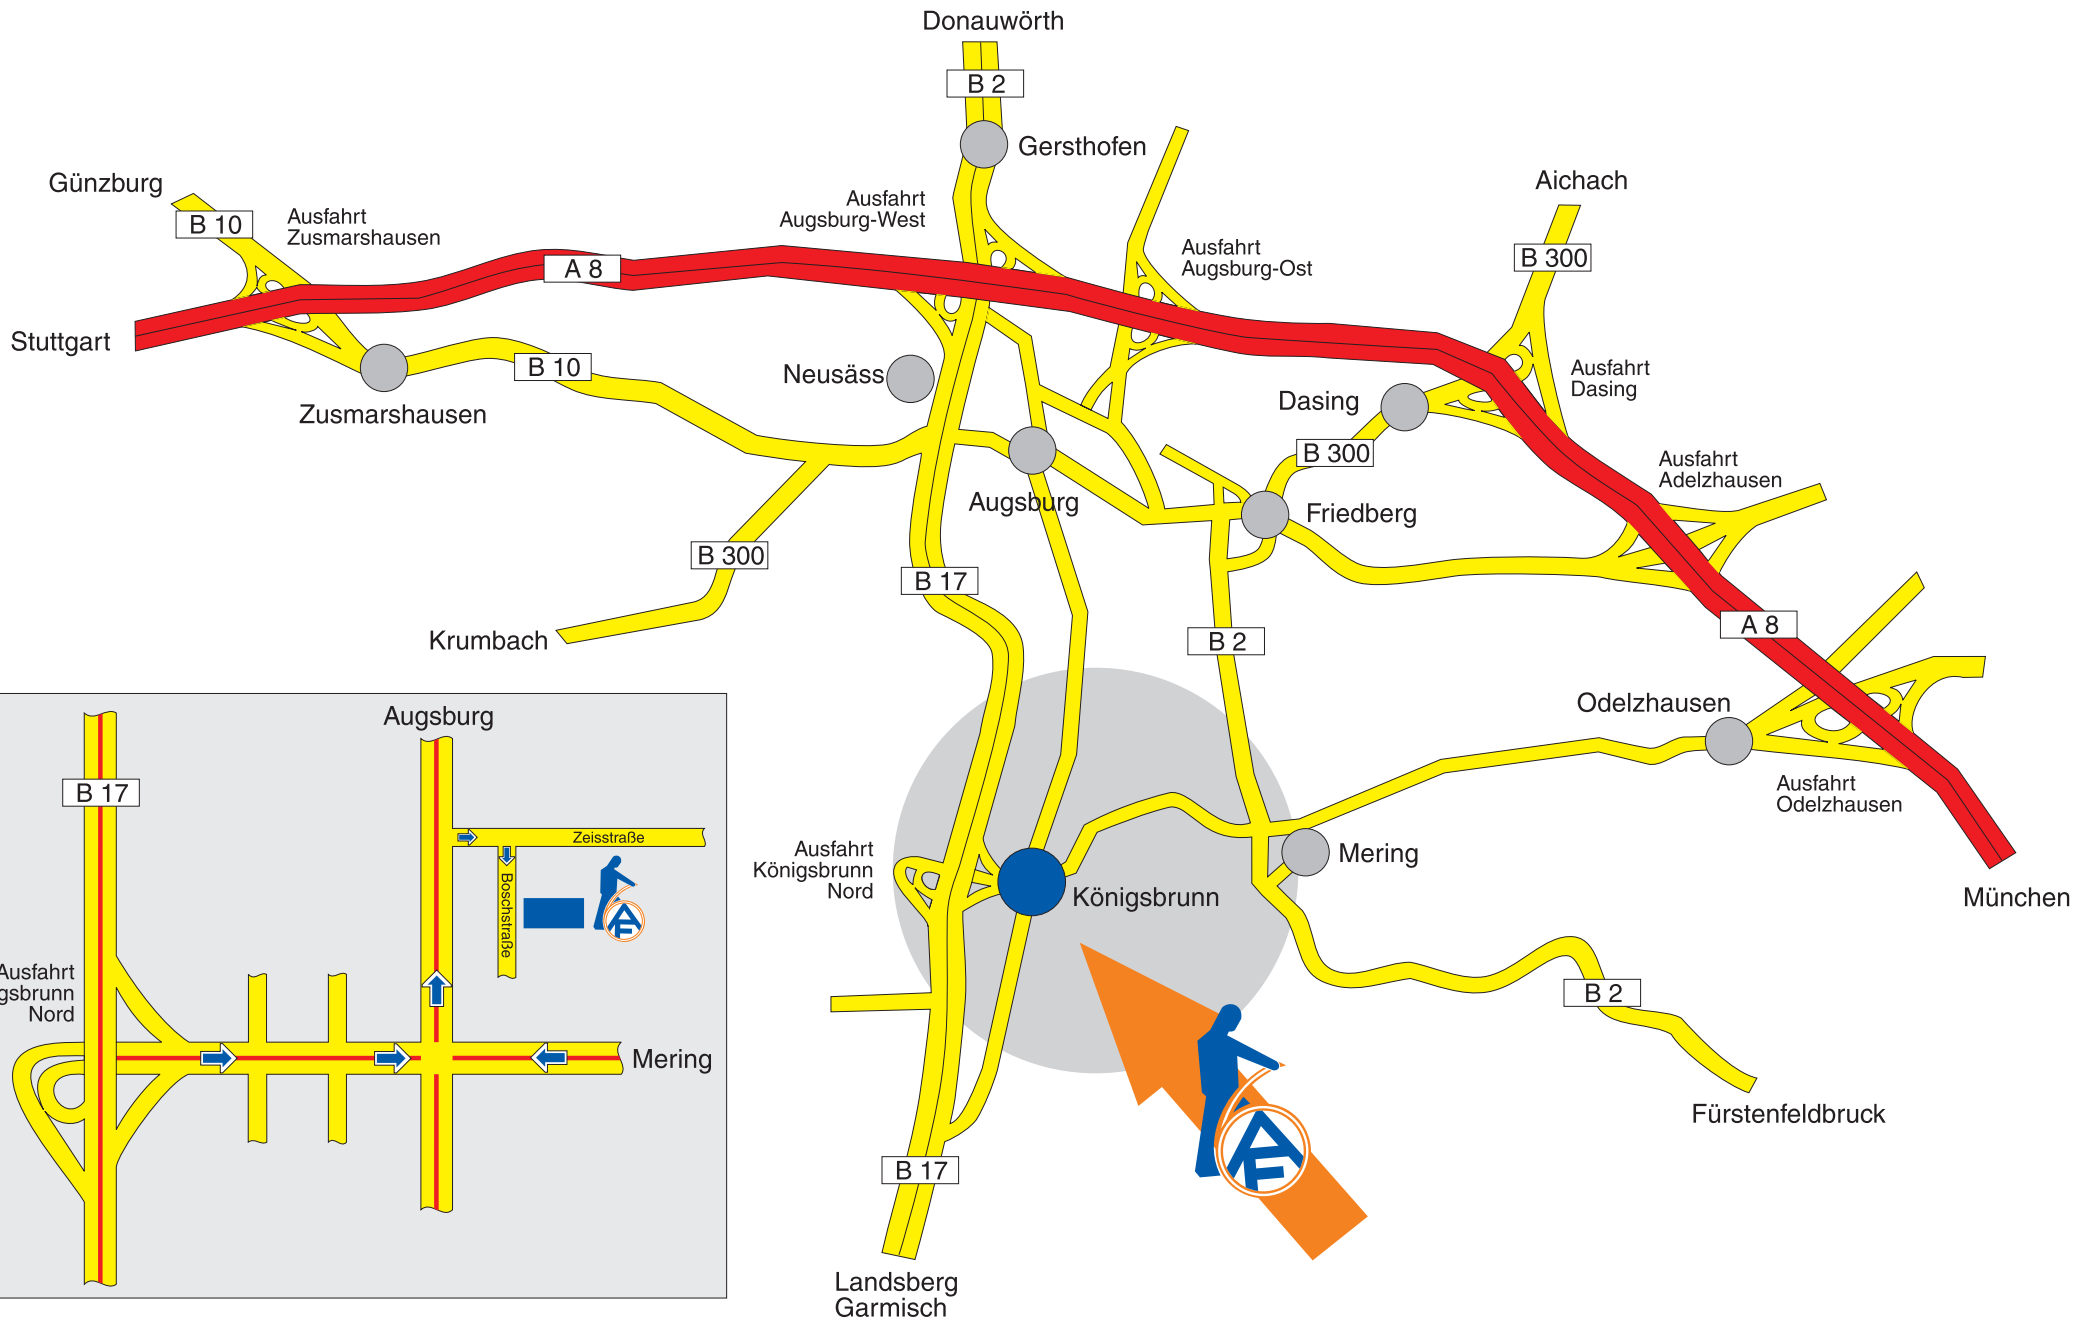 Donauwörth
B 2
Gersthofen
Günzburg
B 10
Ausfahrt
Zusmarshausen
Ausfahrt
Augsburg-West
Aichach
Ausfahrt
Augsburg-Ost
B 300
A 8
Stuttgart
B 10
Neusäss
Zusmarshausen
Dasing
Ausfahrt
Dasing
B 300
Ausfahrt
Adelzhausen
Augsburg
Friedberg
B 300
B 17
Krumbach
B 2
A 8
Odelzhausen
Ausfahrt
Odelzhausen
Ausfahrt
Königsbrunn
Nord
Königsbrunn
Mering
München
B 2
Fürstenfeldbruck
B 17
Landsberg
Garmisch
Augsburg
B 17
Zeisstraße
Boschstraße
Ausfahrt
gsbrunn
Nord
Mering